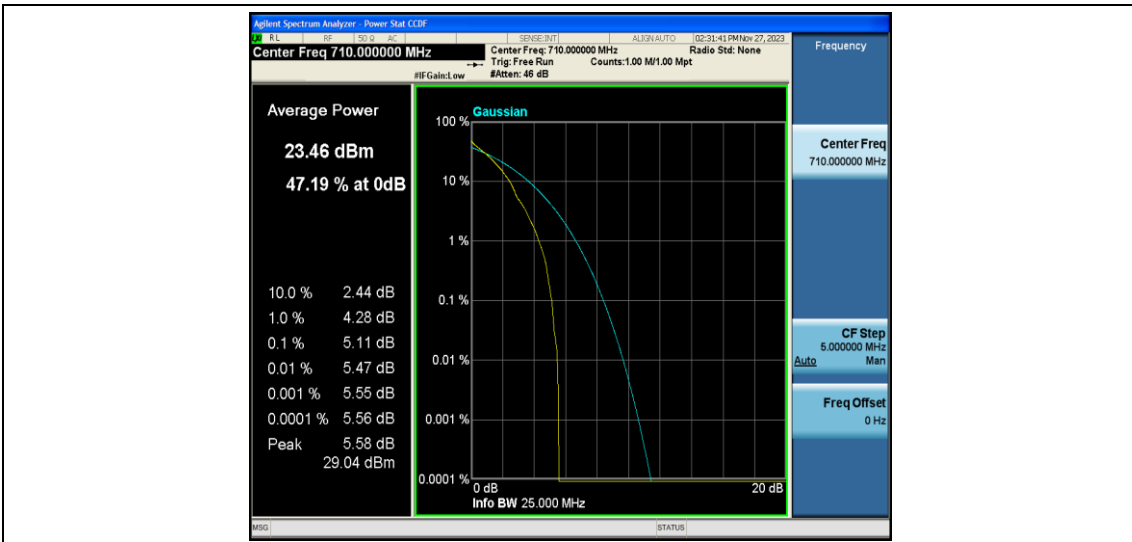 Agilent Spectrum Analyzer - Power Stat CCDF
RL RF 50 Ω AC SENSE:INT ALIGN AUTO 02:31:41 PM Nov 27, 2023
Center Freq 710.000000 MHz
Center Freq: 710.000000 MHz Radio Std: None
Trig: Free Run Counts:1.00 M/1.00 Mpt
#IFGain:Low #Atten: 46 dB
Average Power
23.46 dBm
47.19 % at 0dB
10.0 % 2.44 dB
1.0 % 4.28 dB
0.1 % 5.11 dB
0.01 % 5.47 dB
0.001 % 5.55 dB
0.0001 % 5.56 dB
Peak 5.58 dB
29.04 dBm
Gaussian
100 %
10 %
1 %
0.1 %
0.01 %
0.001 %
0.0001 %
0 dB 20 dB
Info BW 25.000 MHz
Frequency
Center Freq
710.000000 MHz
CF Step
5.000000 MHz
Auto Man
Freq Offset
0 Hz
MSG STATUS